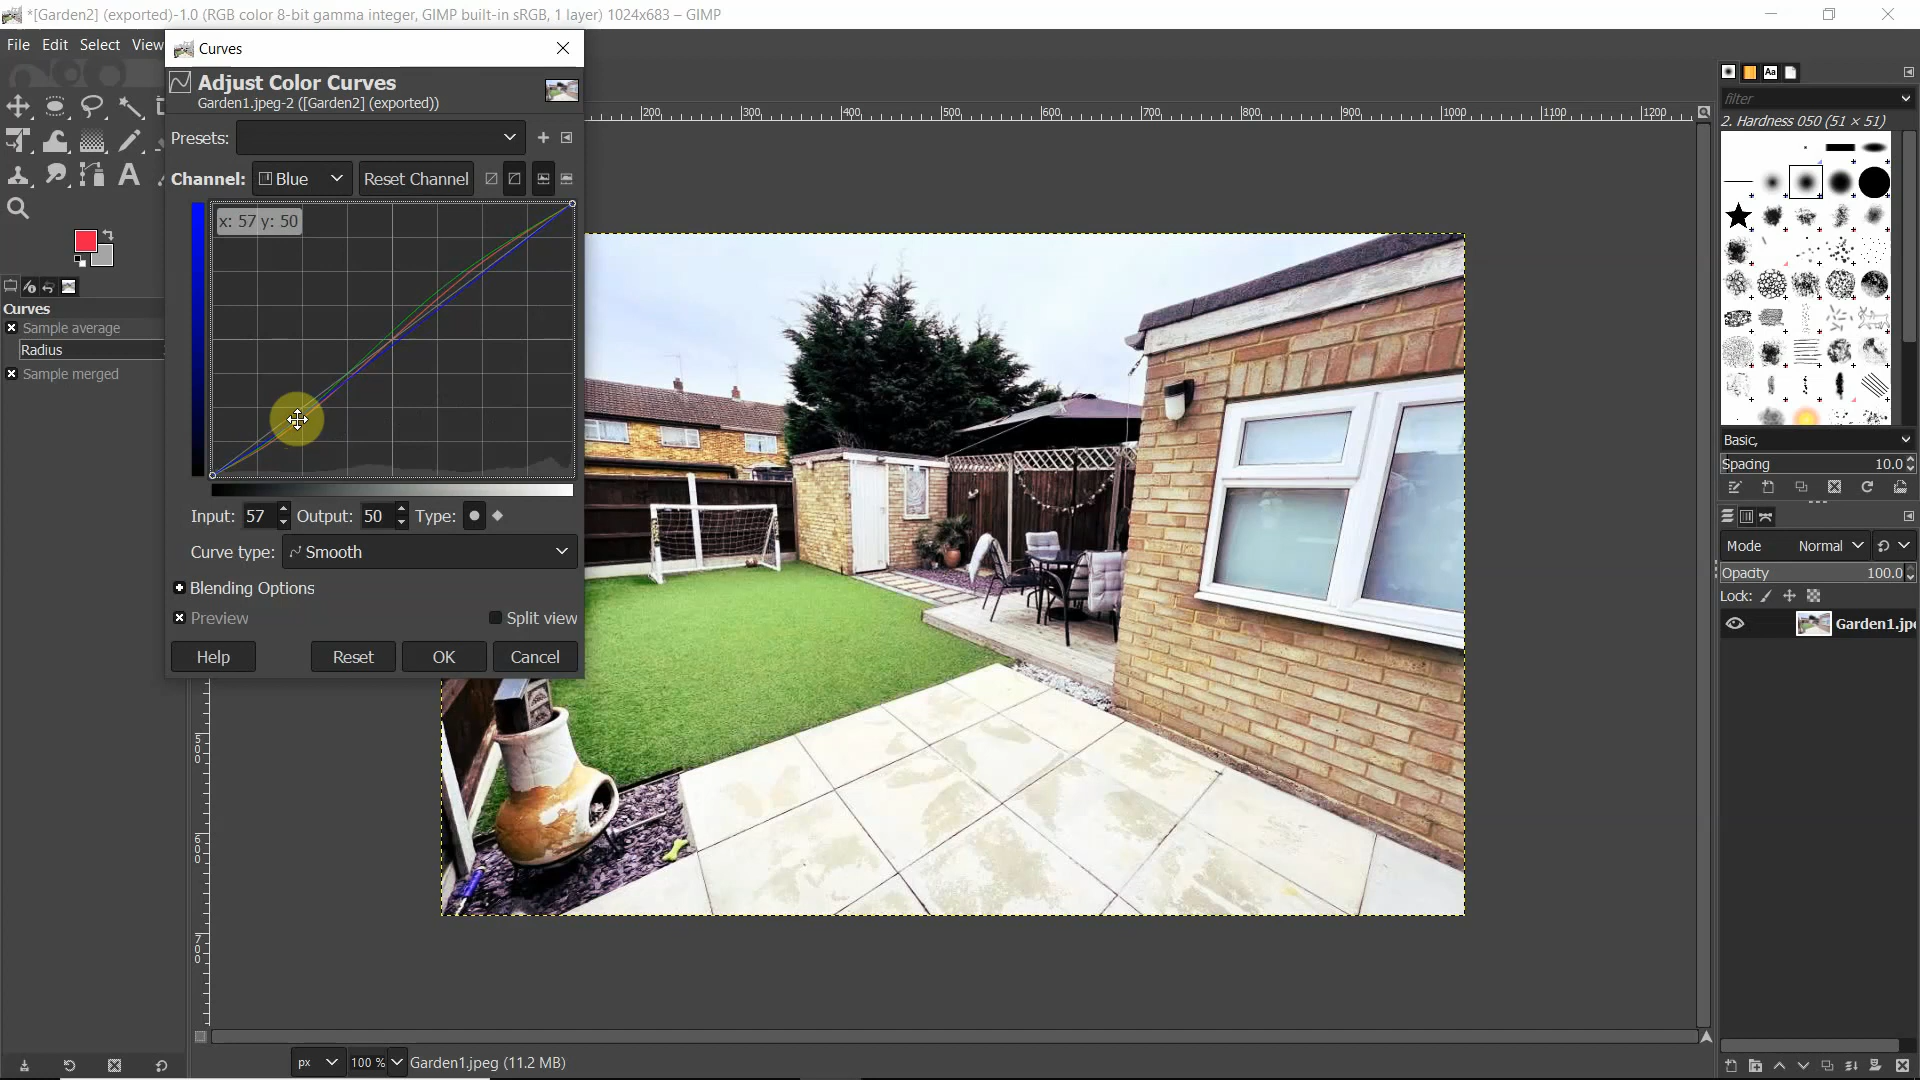 *[Garden2] (exported)-1.0 (RGB color 8-bit gamma integer, GIMP built-in sRGB, 1 layer) 1024x683 – GIMP
File Edit Select View
Curves
Adjust Color Curves
Garden1.jpeg-2 ([Garden2] (exported))
Presets:
Channel: Blue Reset Channel
x: 57 y: 50
Input: 57 Output: 50 Type:
Curve type: Smooth
Blending Options
Preview Split view
Help Reset OK Cancel
Curves
Sample average
Radius
Sample merged
200 300 400 500 600 700 800 900 1000 1100 1200
500
600
700
px 100 % Garden1.jpeg (11.2 MB)
Aa
filter
2. Hardness 050 (51 × 51)
Basic,
Spacing 10.0
Mode Normal
Opacity 100.0
Lock:
Garden1.jpe